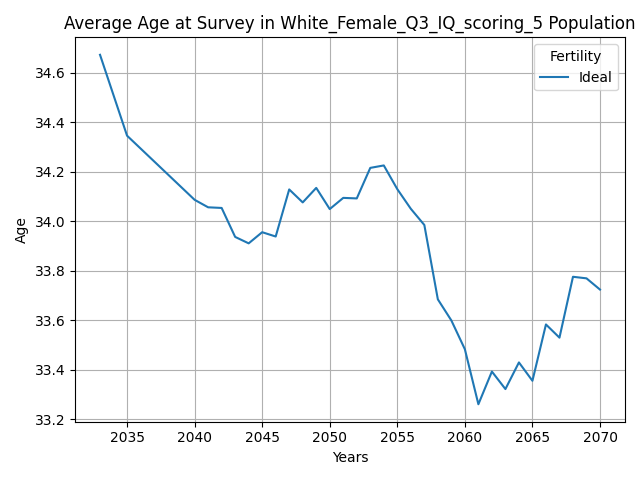 Average Age at Survey in White_Female_Q3_IQ_scoring_5 Population
Fertility
Ideal
34.6
34.4
34.2
34.0
33.8
33.6
33.4
33.2
Age
2035 2040 2045 2050 2055 2060 2065 2070
Years